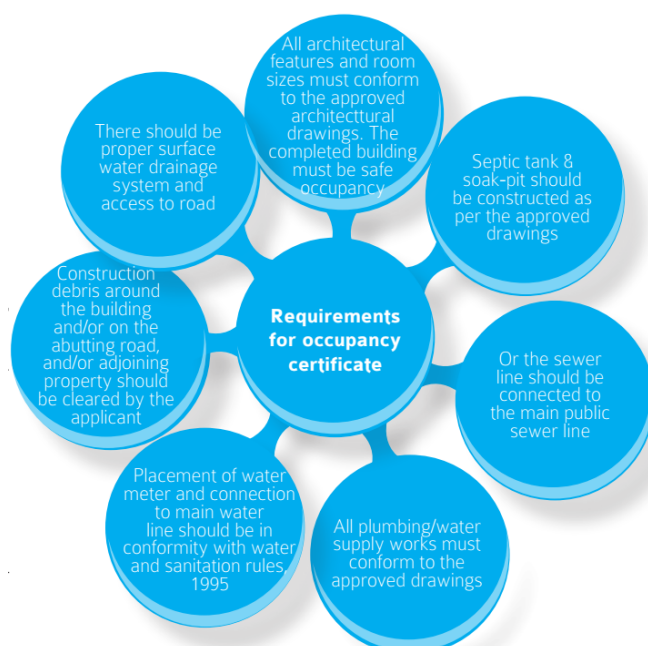 All architectural
features and room
sizes must conform
to the approved
architecttural
drawings. The
completed building
must be safe
occupancy
Septic tank &
soak-pit should
be constructed as
per the approved
drawings
Or the sewer
line should be
connected to
the main public
sewer line
All plumbing/water
supply works must
conform to the
approved drawings
Placement of water
meter and connection
to main water
line should be in
conformity with water
and sanitation rules,
1995
Construction
debris around
the building
and/or on the
abutting road,
and/or adjoining
property should
be cleared by the
applicant
There should be
proper surface
water drainage
system and
access to road
Requirements
for occupancy
certificate